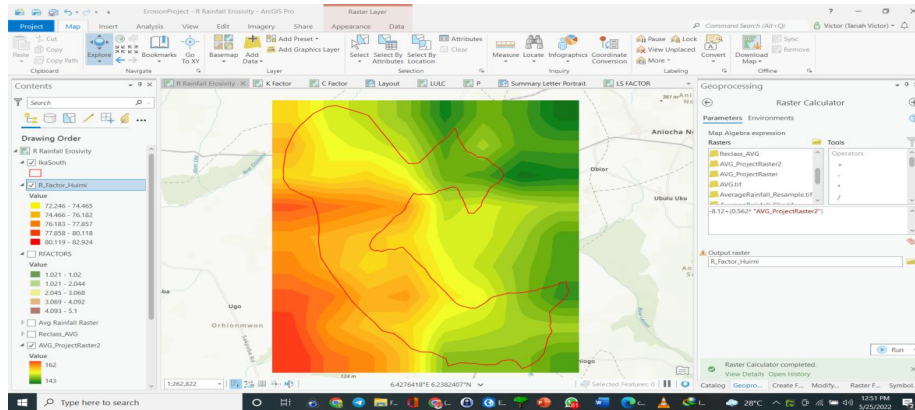 ErosionProject - R Rainfall Erosivity - ArcGIS Pro
Raster Layer
Project Map Insert Analysis View Edit Imagery Share Appearance Data
Command Search (Alt+Q)
Victor (Tanah Victor)
Paste
Cut
Copy
Copy Path
Clipboard
Explore
Bookmarks
Go To XY
Navigate
Basemap
Add Data
Add Preset
Add Graphics Layer
Layer
Select
Select By Attributes
Select By Location
Attributes
Clear
Selection
Measure
Locate
Infographics
Coordinate Conversion
Inquiry
Pause
Lock
View Unplaced
More
Labeling
Convert
Download Map
Sync
Remove
Offline
Contents
Search
Drawing Order
R Rainfall Erosivity
IkaSouth
R_Factor_Huirni
Value
72.246 - 74.465
74.466 - 76.182
76.183 - 77.857
77.858 - 80.118
80.119 - 82.924
RFACTORS
Value
1.021 - 1.02
1.021 - 2.044
2.045 - 3.068
3.069 - 4.092
4.093 - 5.1
Avg Rainfall Raster
Reclass_AVG
AVG_ProjectRaster2
Value
162
143
R Rainfall Erosivity K Factor C Factor Layout LULC P Summary Letter Portrait LS FACTOR
361 m
Aniocha N
Obior
Ubulu Uku
Ugo
Orhionmwon
124 m
1:262,822
6.4276418°E 6.2382407°N
Selected Features: 0
Geoprocessing
Raster Calculator
Parameters Environments
Map Algebra expression
Rasters
Tools
Reclass_AVG
AVG_ProjectRaster2
AVG_ProjectRaster
AVG.tif
AverageRainfall_Resample.tif
Operators
+
-
*
/
-8.12+(0.562* "AVG_ProjectRaster2")
Output raster
R_Factor_Huirni
Run
Raster Calculator completed.
View Details Open History
Catalog Geopro... Create F... Modify... Raster F... Symbol
Type here to search
28°C
12:51 PM
5/25/2022